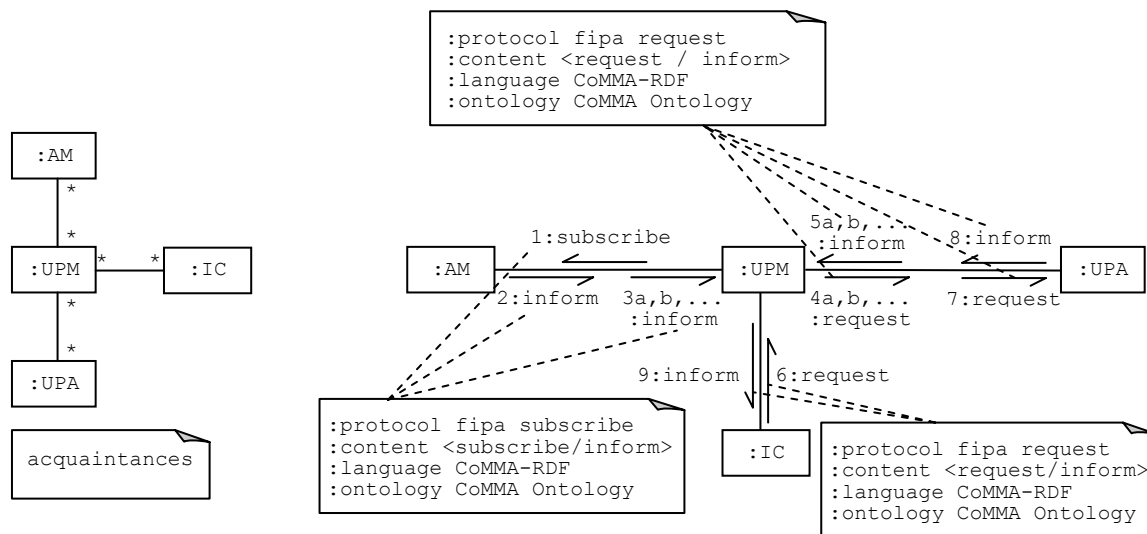 :protocol fipa request
:content <request / inform>
:language CoMMA-RDF
:ontology CoMMA Ontology
:AM
*
*
:UPM
*
*
:IC
*
*
:UPA
acquaintances
1:subscribe
5a,b,...
:inform
8:inform
:AM
:UPM
:UPA
2:inform
3a,b,...
:inform
4a,b,...
:request
7:request
9:inform
6:request
:IC
:protocol fipa subscribe
:content <subscribe/inform>
:language CoMMA-RDF
:ontology CoMMA Ontology
:protocol fipa request
:content <request/inform>
:language CoMMA-RDF
:ontology CoMMA Ontology